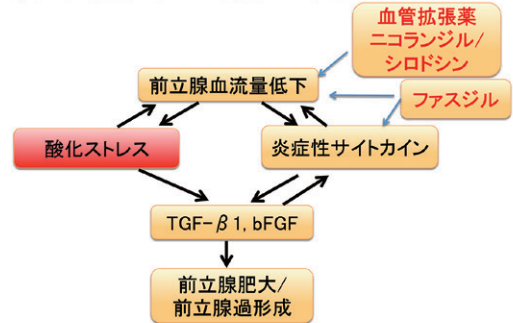 血管拡張薬
ニコランジル/
シロドシン
前立腺血流量低下
ファスジル
酸化ストレス
炎症性サイトカイン
TGF-β1, bFGF
前立腺肥大/
前立腺過形成